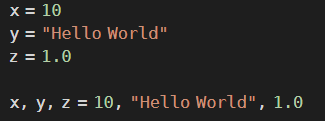 x = 10
y = "Hello World"
z = 1.0
x, y, z = 10, "Hello World", 1.0